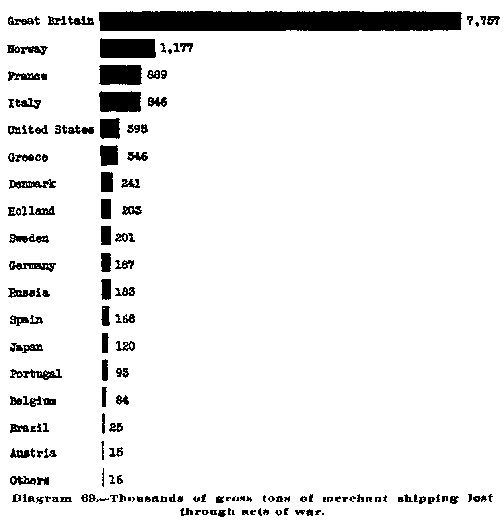 Great Britain 7,757
Norway 1,177
France 889
Italy 846
United States 395
Greece 346
Denmark 241
Holland 203
Sweden 201
Germany 187
Russia 183
Spain 168
Japan 120
Portugal 93
Belgium 84
Brazil 25
Austria 15
Others 16
Diagram 69.—Thousands of gross tons of merchant shipping lost
through acts of war.